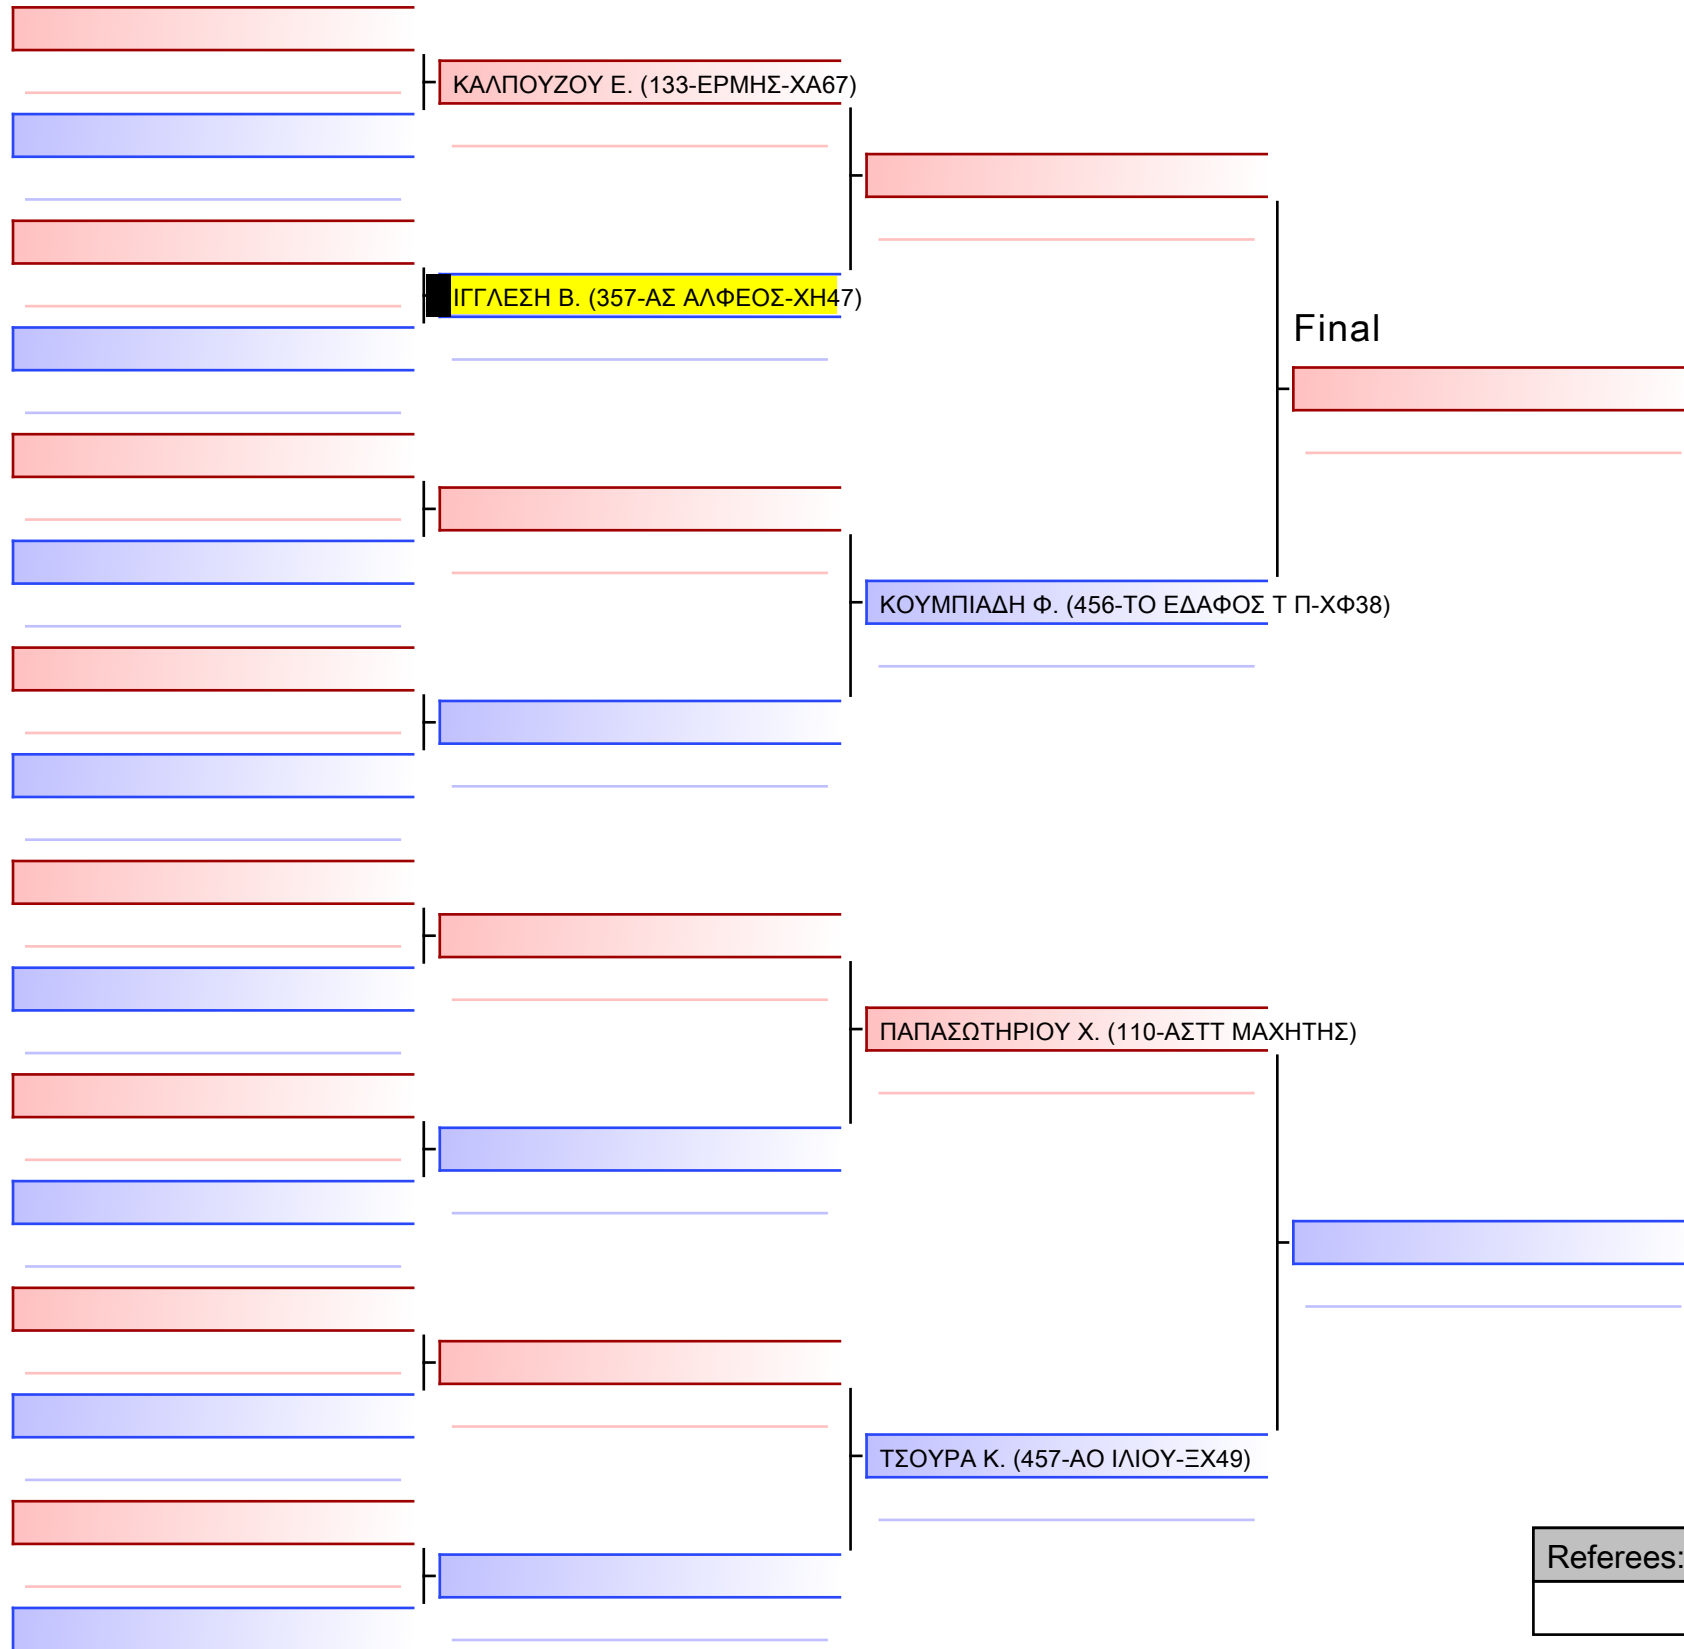 ΚΑΛΠΟΥΖΟΥ Ε. (133-ΕΡΜΗΣ-ΧΑ67)
ΙΓΓΛΕΣΗ Β. (357-ΑΣ ΑΛΦΕΟΣ-ΧΗ47)
Final
ΚΟΥΜΠΙΑΔΗ Φ. (456-ΤΟ ΕΔΑΦΟΣ Τ Π-ΧΦ38)
ΠΑΠΑΣΩΤΗΡΙΟΥ Χ. (110-ΑΣΤΤ ΜΑΧΗΤΗΣ)
ΤΣΟΥΡΑ Κ. (457-ΑΟ ΙΛΙΟΥ-ΞΧ49)
Referees: